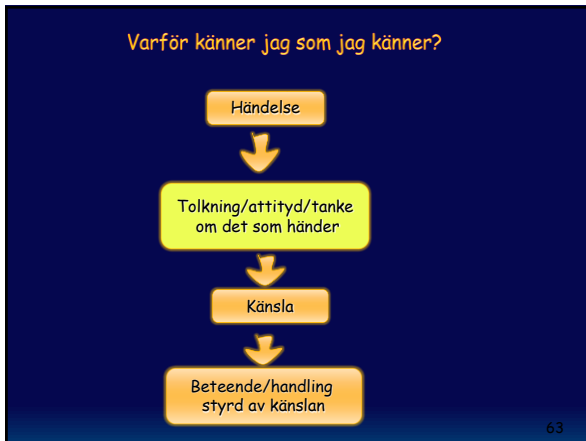 Varför känner jag som jag känner?
Händelse
Tolkning/attityd/tanke
om det som händer
Känsla
Beteende/handling
styrd av känslan
63